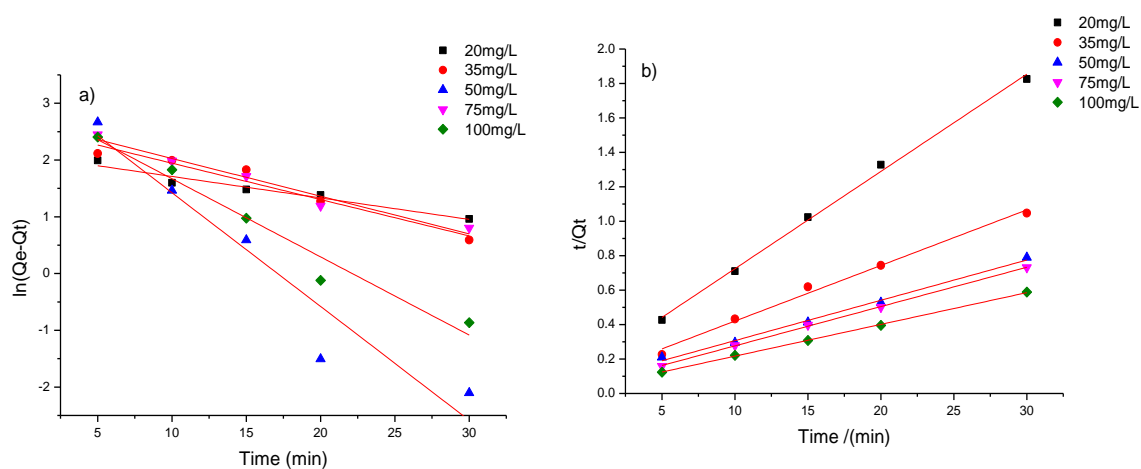 20mg/L
35mg/L
50mg/L
75mg/L
100mg/L
a)
3
2
1
0
-1
-2
5 10 15 20 25 30
Time (min)
ln(Qe-Qt)
20mg/L
35mg/L
50mg/L
75mg/L
100mg/L
b)
2.0
1.8
1.6
1.4
1.2
1.0
0.8
0.6
0.4
0.2
0.0
5 10 15 20 25 30
Time /(min)
t/Qt